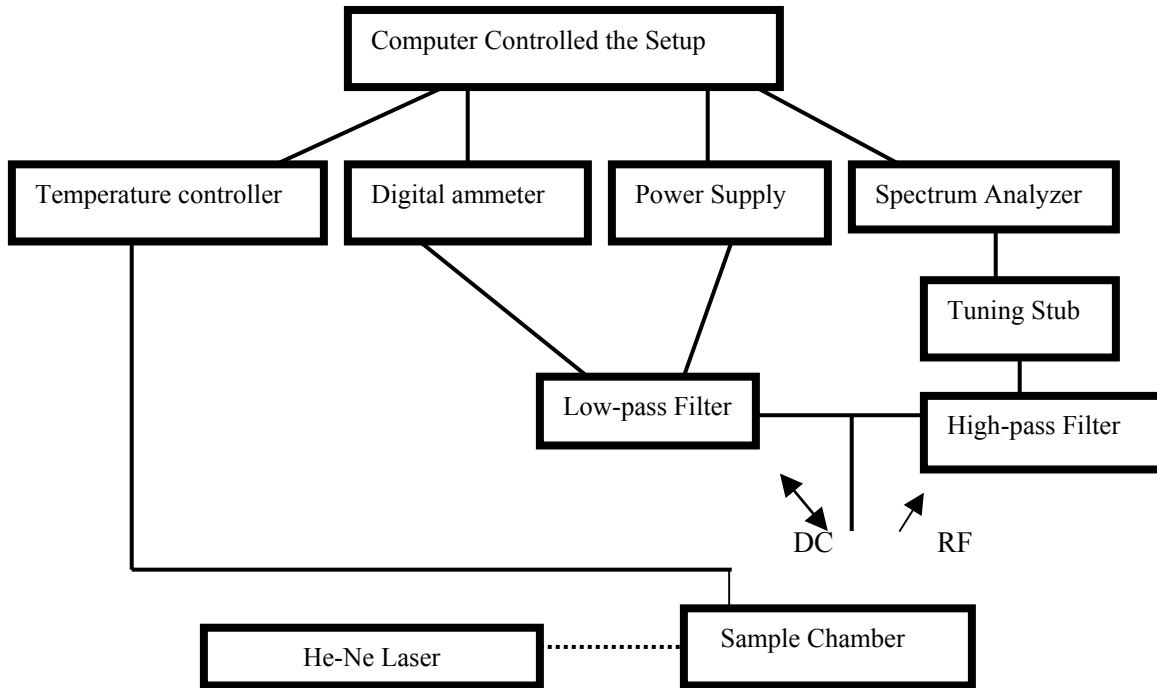 Computer Controlled the Setup
Temperature controller
Digital ammeter
Power Supply
Spectrum Analyzer
Tuning Stub
Low-pass Filter
High-pass Filter
DC
RF
Sample Chamber
He-Ne Laser